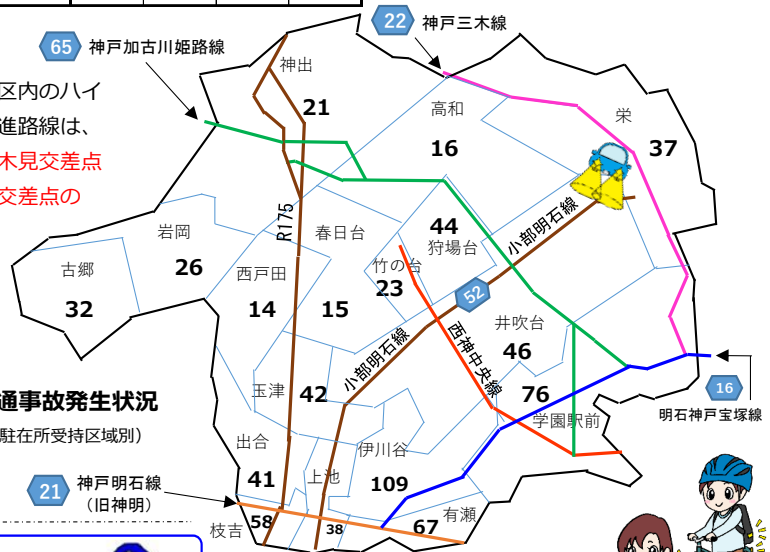 22 神戸三木線
65 神戸加古川姫路線
神出
21
区内のハイ
進路線は、
木見交差点
交差点の
高和
16
栄
37
R175
春日台
44
狩場台
小部明石線
岩岡
26
古郷
32
西戸田
14
15
竹の台
23
52
井吹台
46
小部明石線
西神中央線
76
学園駅前
16
明石神戸宝塚線
通事故発生状況
駐在所受持区域別）
玉津
42
出合
41
上池
伊川谷
109
21 神戸明石線
（旧神明）
枝吉
58
38
67
有瀬